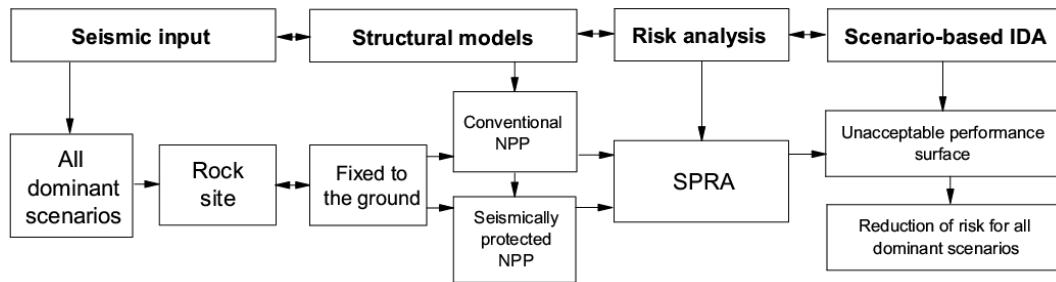 Seismic input
Structural models
Risk analysis
Scenario-based IDA
All
dominant
scenarios
Rock
site
Fixed to
the ground
Conventional
NPP
Seismically
protected
NPP
SPRA
Unacceptable performance
surface
Reduction of risk for all
dominant scenarios